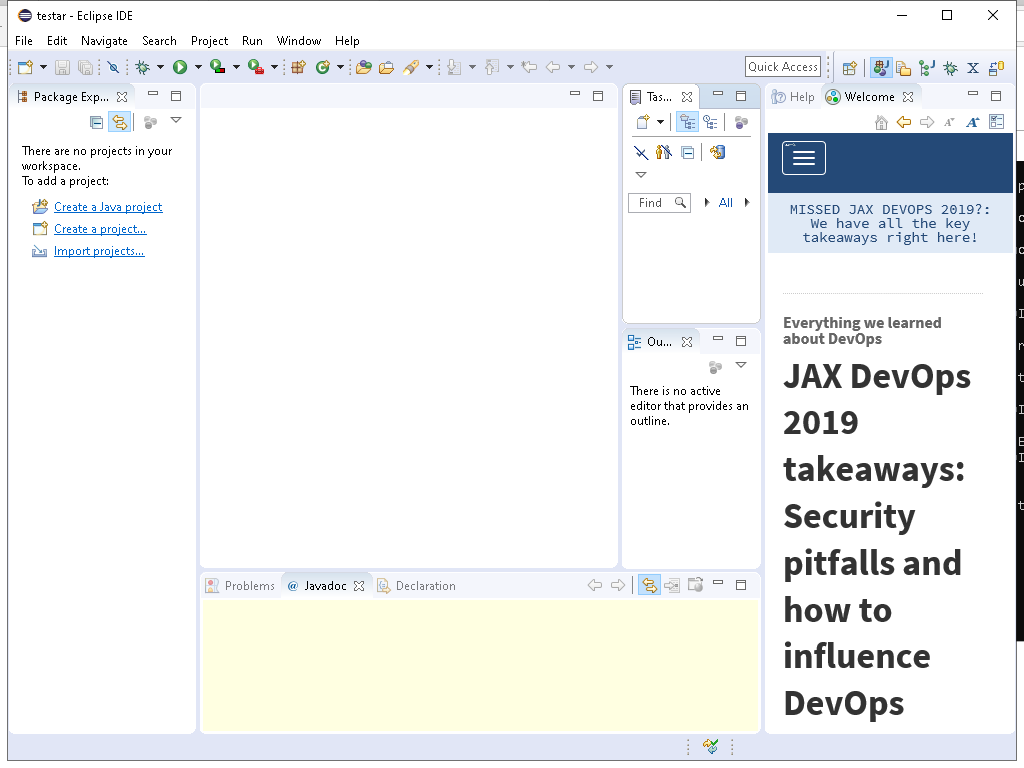 testar - Eclipse IDE
File Edit Navigate Search Project Run Window Help
Quick Access
Package Exp...
There are no projects in your
workspace.
To add a project:
Create a Java project
Create a project...
Import projects...
Tas...
Find
All
Ou...
There is no active
editor that provides an
outline.
Problems
@ Javadoc
Declaration
Help
Welcome
MISSED JAX DEVOPS 2019?:
We have all the key
takeaways right here!
Everything we learned
about DevOps
JAX DevOps
2019
takeaways:
Security
pitfalls and
how to
influence
DevOps